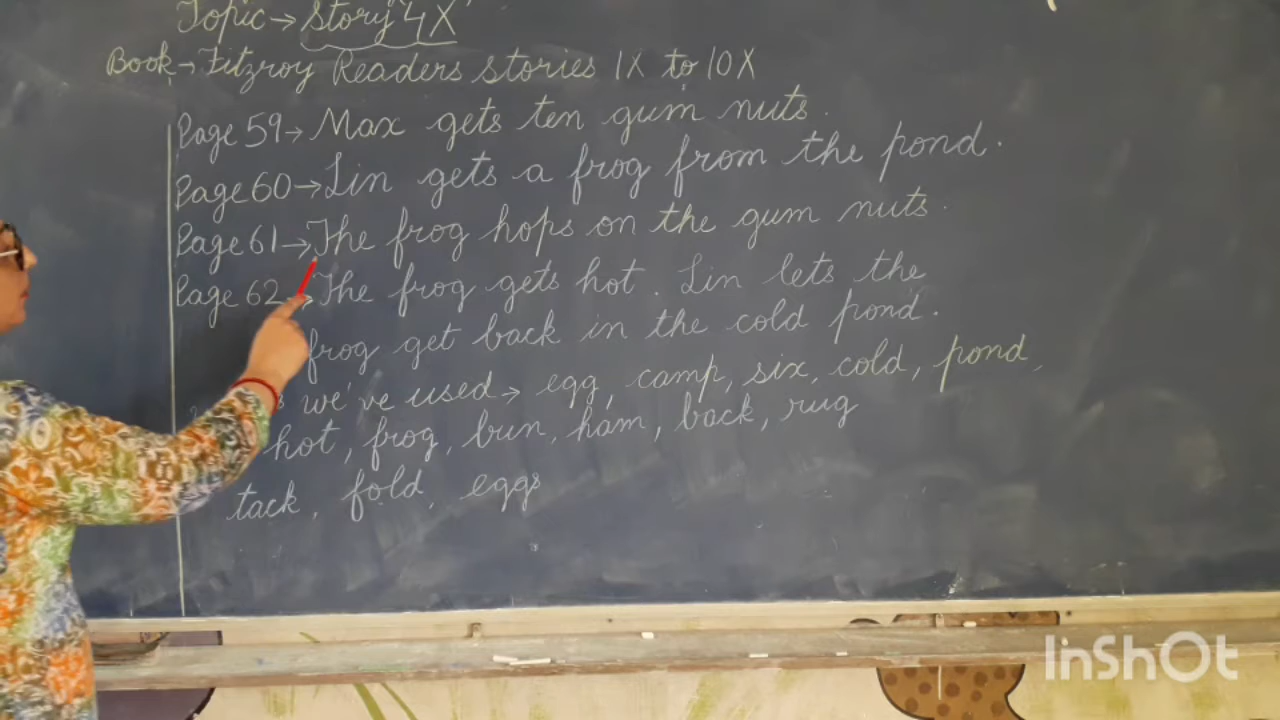 Topic→ Story "4X"
Book→ Fitzroy Readers stories 1X to 10X
Page 59→ Max gets ten gum nuts.
Page 60→ Lin gets a frog from the pond.
Page 61→ The frog hops on the gum nuts.
Page 62→ The frog gets hot. Lin lets the
frog get back in the cold pond.
we've used→ egg, camp, six, cold, pond,
hot, frog, bun, ham, back, rug
tack, fold, eggs
InShOt